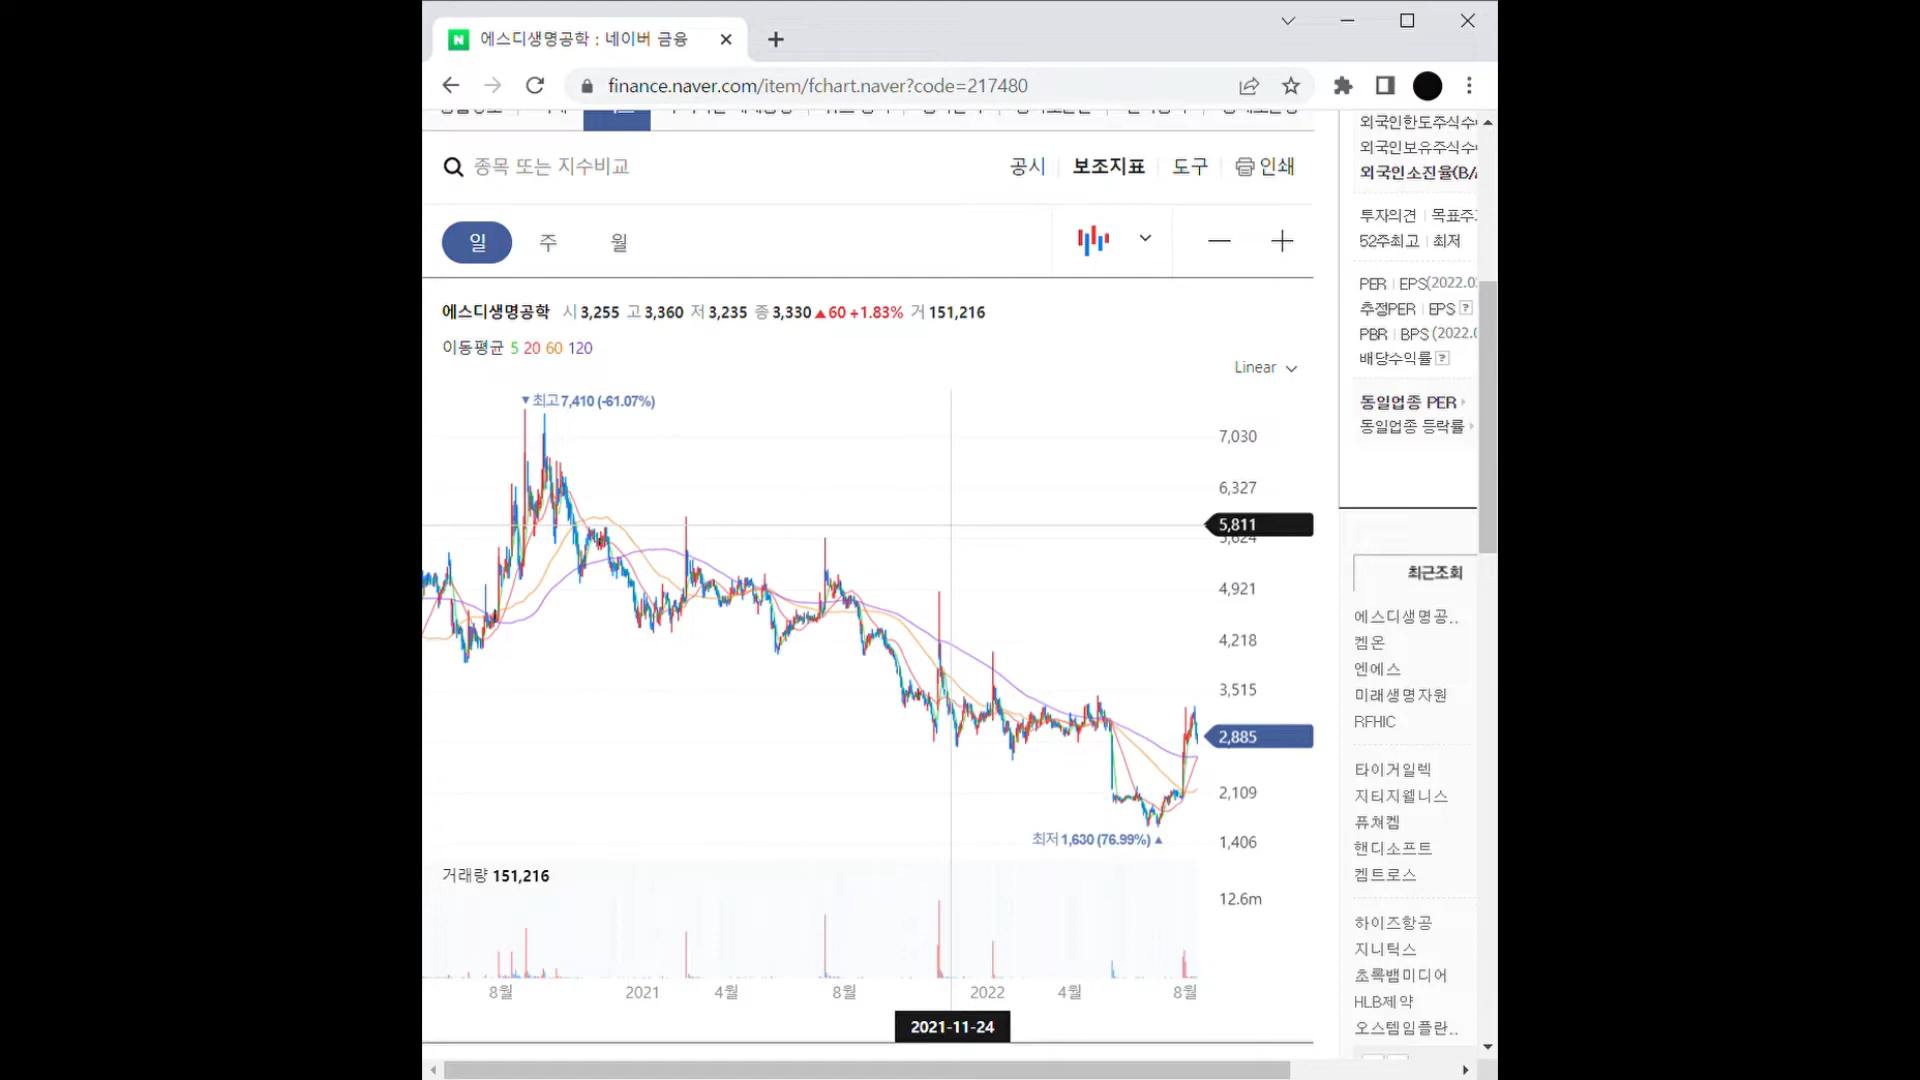 에스디생명공학 : 네이버 금융
finance.naver.com/item/fchart.naver?code=217480
종목 또는 지수비교
공시 보조지표 도구 인쇄
일 주 월
에스디생명공학 시 3,255 고 3,360 저 3,235 종 3,330 ▲60 +1.83% 거 151,216
이동평균 5 20 60 120
Linear
▼최고 7,410 (-61.07%)
7,030
6,327
5,811
5,624
4,921
4,218
3,515
2,885
2,109
최저 1,630 (76.99%) ▲
1,406
거래량 151,216
12.6m
8월 2021 4월 8월 2022 4월 8월
2021-11-24
외국인한도주식수
외국인보유주식수
외국인소진율(B/
투자의견 | 목표주
52주최고 | 최저
PER | EPS(2022.0
추정PER | EPS ?
PBR | BPS (2022.0
배당수익률 ?
동일업종 PER
동일업종 등락률
최근조회
에스디생명공..
켐온
엔에스
미래생명자원
RFHIC
타이거일렉
지티지웰니스
퓨쳐켐
핸디소프트
켐트로스
하이즈항공
지니틱스
초록뱀미디어
HLB제약
오스템임플란..